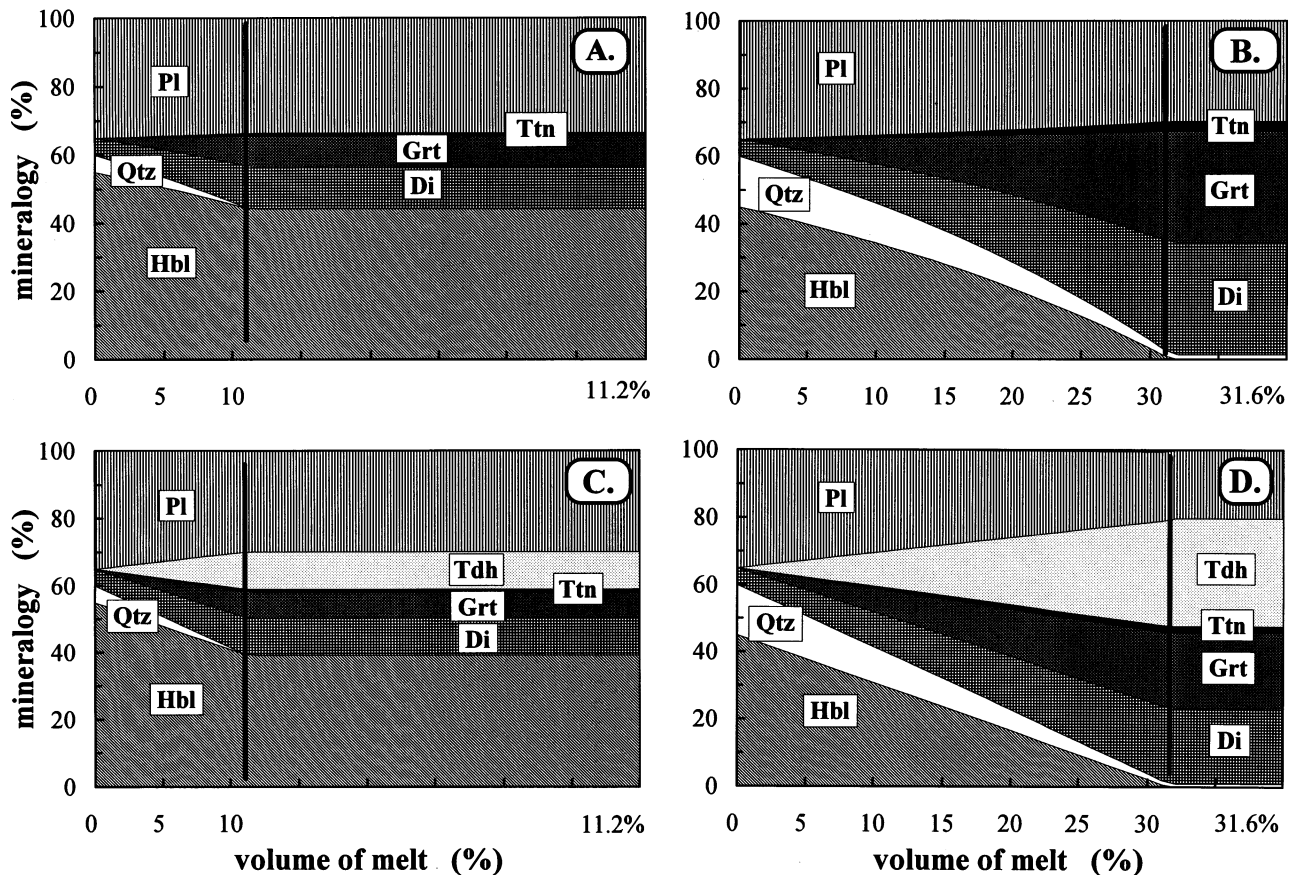 mineralogy (%)
100
80
60
40
20
0
Pl
Qtz
Hbl
Ttn
Grt
Di
A.
0 5 10 11.2%
100
80
60
40
20
0
Pl
Qtz
Hbl
Ttn
Grt
Di
B.
0 5 10 15 20 25 30 31.6%
mineralogy (%)
100
80
60
40
20
0
Pl
Qtz
Hbl
Tdh
Ttn
Grt
Di
C.
0 5 10 11.2%
volume of melt (%)
100
80
60
40
20
0
Pl
Qtz
Hbl
Tdh
Ttn
Grt
Di
D.
0 5 10 15 20 25 30 31.6%
volume of melt (%)